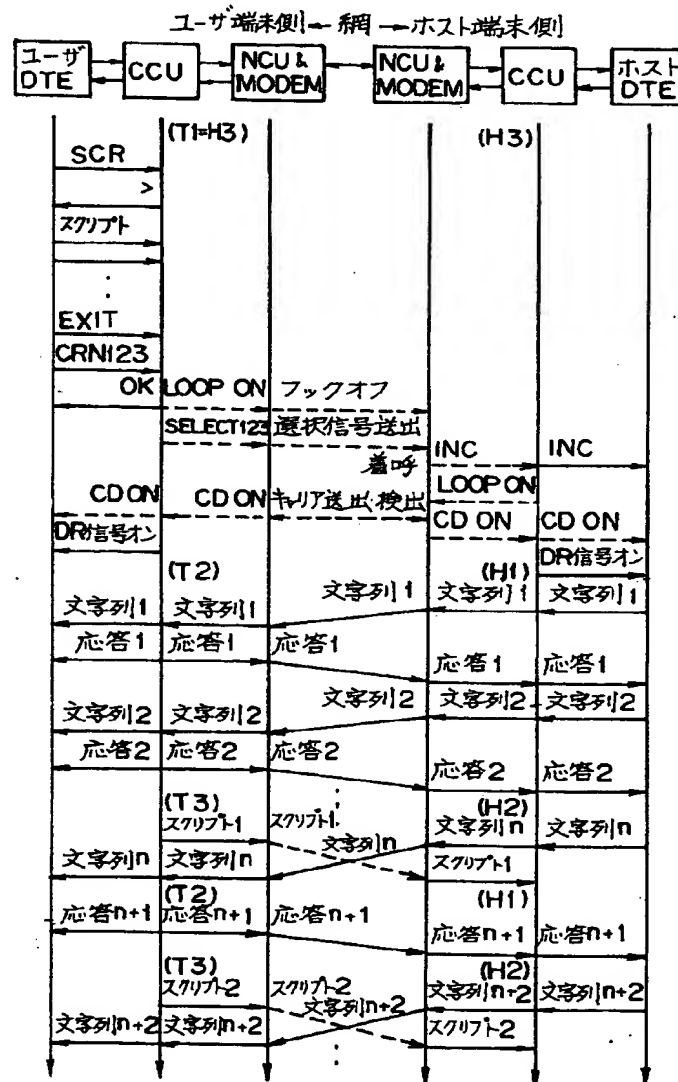 ユーザ端末側←網→ホスト端末側
ユーザ DTE CCU NCU & MODEM NCU & MODEM CCU ホスト DTE
(T1=H3) (H3)
SCR
>
スクリプト
EXIT
CRN123
OK LOOP ON フックオフ
SELECT123 選択信号送出
着呼 INC INC
LOOP ON
CD ON CD ON キャリア送出・検出
CD ON CD ON
DR信号オン
DR信号オン
(T2) (H1)
文字列1 文字列1 文字列1 文字列1 文字列1
応答1 応答1 応答1
応答1 応答1
文字列2 文字列2 文字列2 文字列2 文字列2
応答2 応答2 応答2
応答2 応答2
(T3) (H2)
スクリプト1 スクリプト1 文字列n 文字列n 文字列n
文字列n 文字列n スクリプト1
(T2) (H1)
応答n+1 応答n+1 応答n+1
応答n+1 応答n+1
(T3) (H2)
スクリプト2 スクリプト2 文字列n+2 文字列n+2 文字列n+2
文字列n+2 文字列n+2 スクリプト2